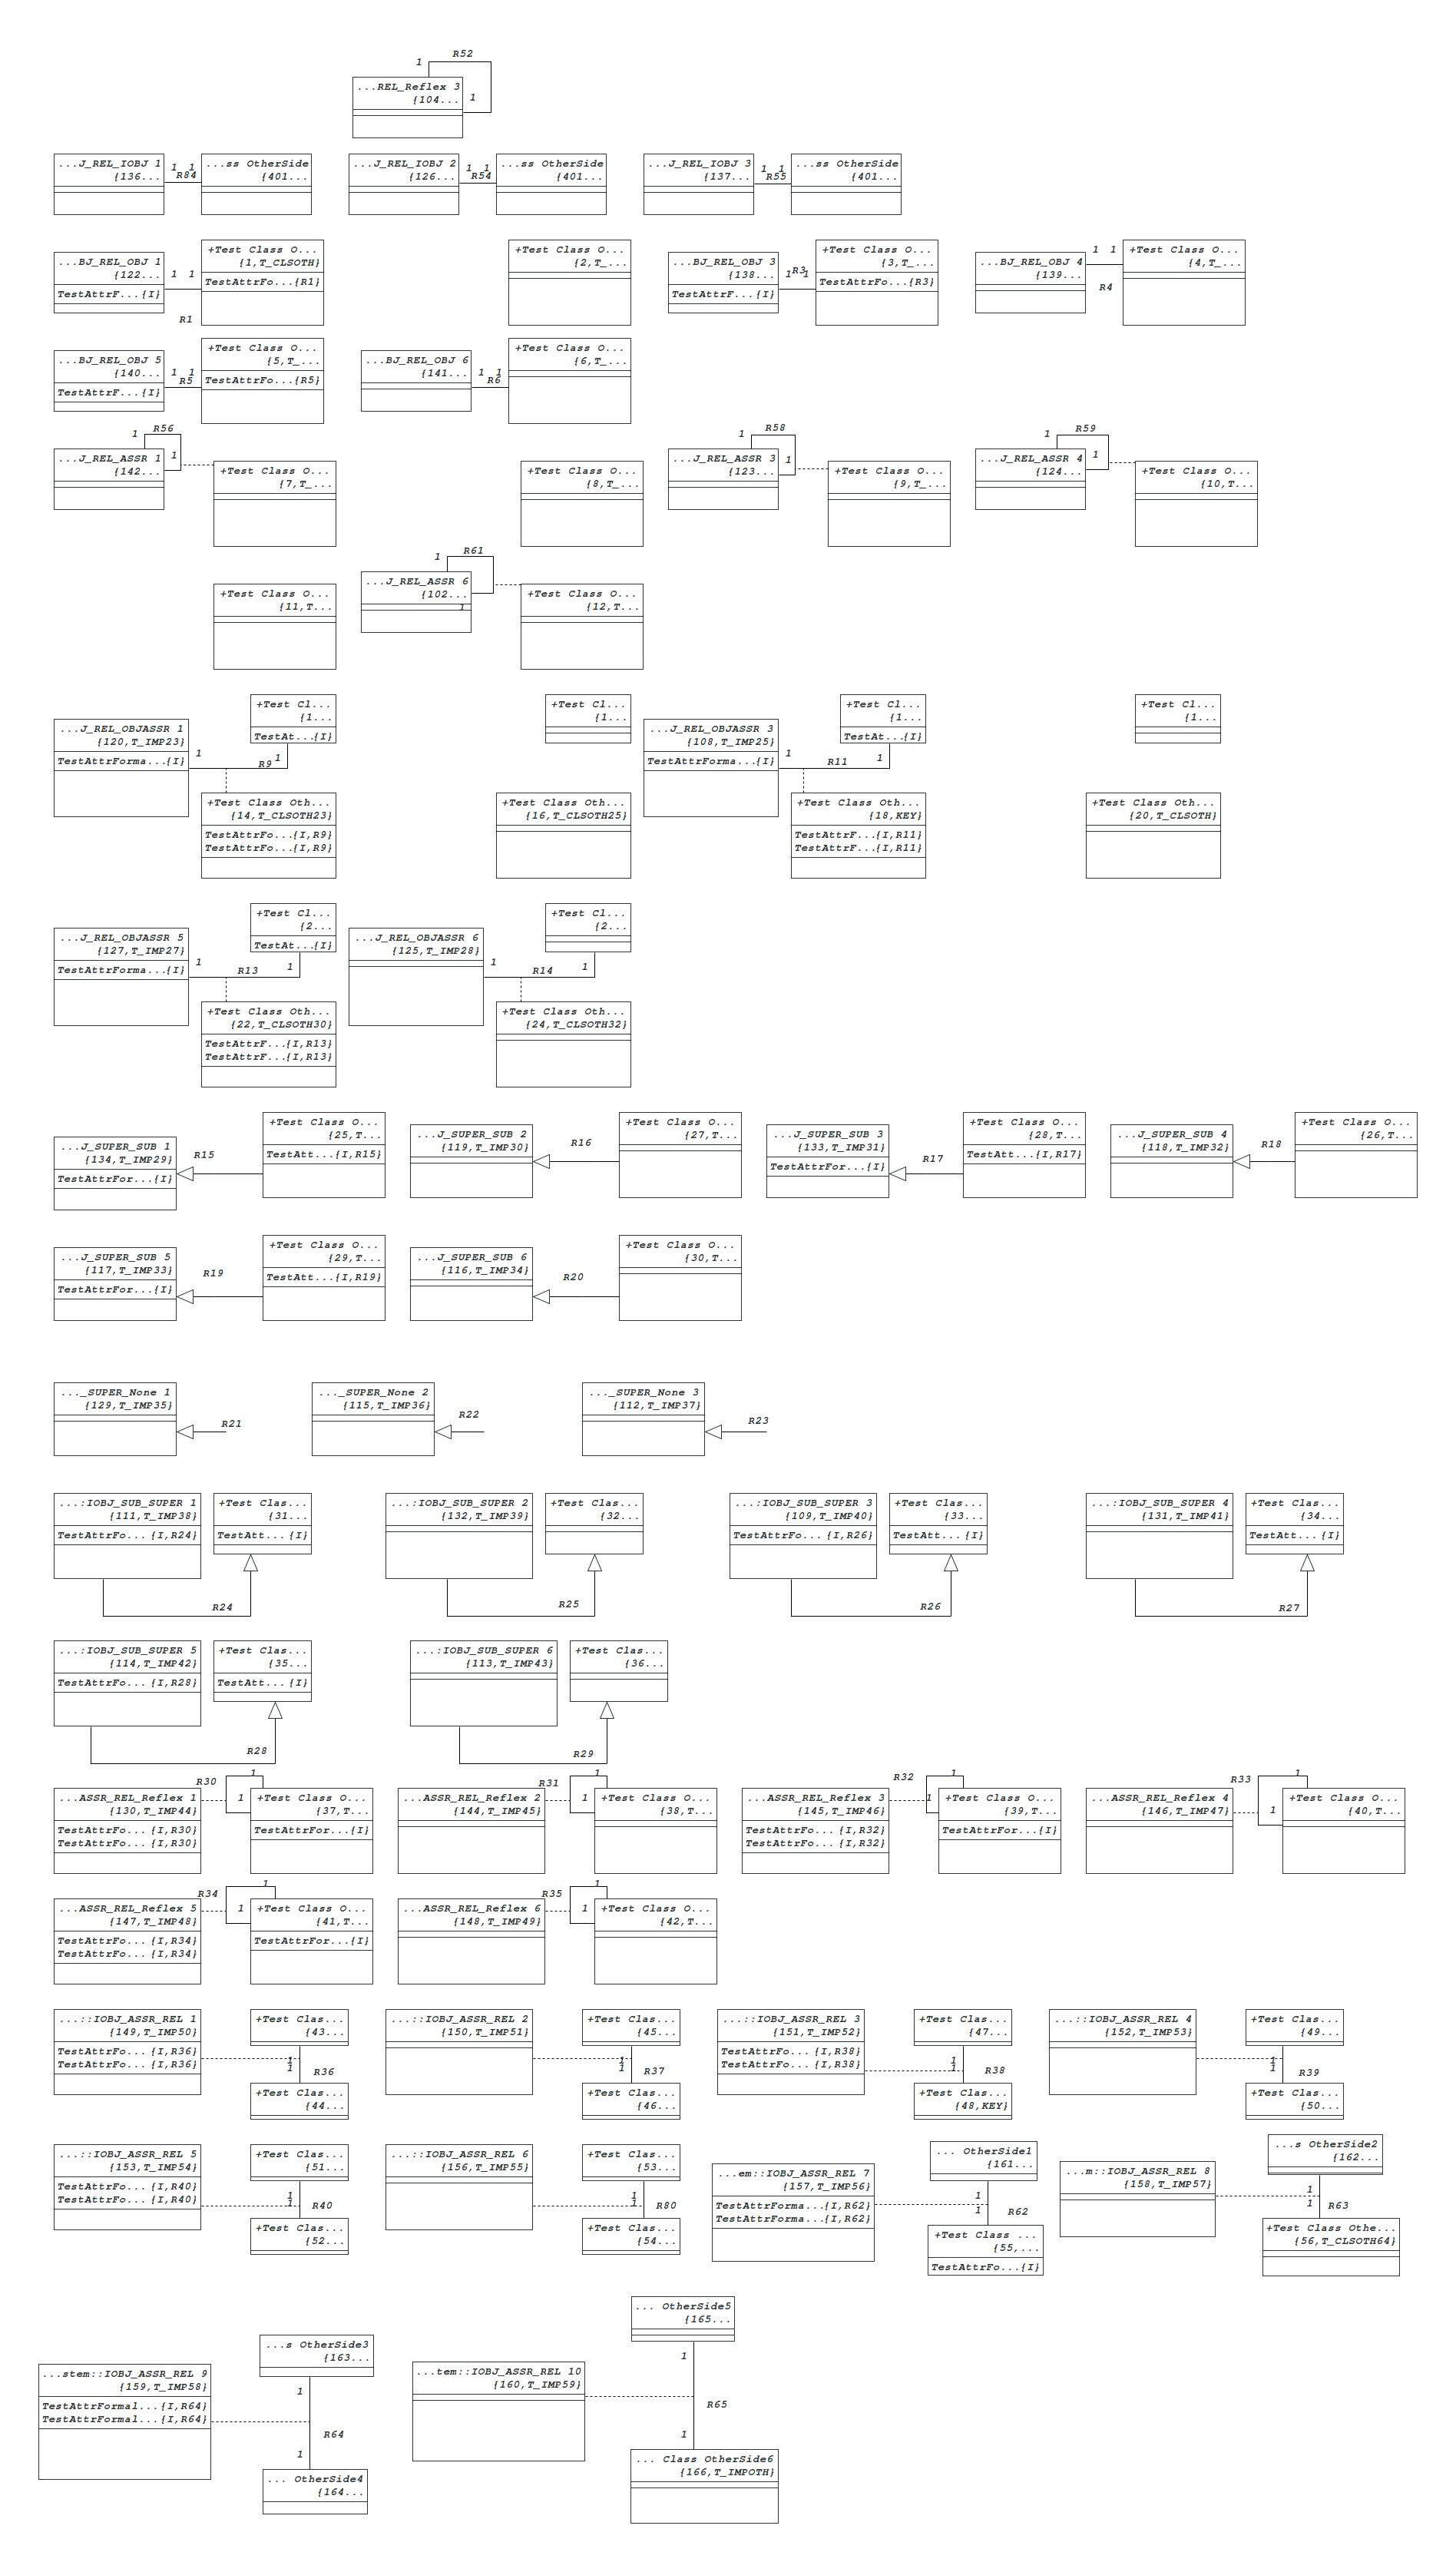 R52
1
...REL_Reflex 3
{104...
1
...J_REL_IOBJ 1
{136...
1 1
R84
...ss OtherSide
{401...
...J_REL_IOBJ 2
{126...
1 1
R54
...ss OtherSide
{401...
...J_REL_IOBJ 3
{137...
1 1
R55
...ss OtherSide
{401...
...BJ_REL_OBJ 1
{122...
TestAttrF...{I}
1 1
R1
+Test Class O...
{1,T_CLSOTH}
TestAttrFo...{R1}
+Test Class O...
{2,T_...
...BJ_REL_OBJ 3
{138...
TestAttrF...{I}
1 1
R3
+Test Class O...
{3,T_...
TestAttrFo...{R3}
...BJ_REL_OBJ 4
{139...
1 1
R4
+Test Class O...
{4,T_...
...BJ_REL_OBJ 5
{140...
TestAttrF...{I}
1 1
R5
+Test Class O...
{5,T_...
TestAttrFo...{R5}
...BJ_REL_OBJ 6
{141...
1 1
R6
+Test Class O...
{6,T_...
R56
1
...J_REL_ASSR 1
{142...
1
+Test Class O...
{7,T_...
+Test Class O...
{8,T_...
R58
1
...J_REL_ASSR 3
{123...
1
+Test Class O...
{9,T_...
R59
1
...J_REL_ASSR 4
{124...
1
+Test Class O...
{10,T...
+Test Class O...
{11,T...
R61
1
...J_REL_ASSR 6
{102...
1
+Test Class O...
{12,T...
...J_REL_OBJASSR 1
{120,T_IMP23}
TestAttrForma...{I}
1
R9
1
+Test Cl...
{1...
TestAt...{I}
+Test Class Oth...
{14,T_CLSOTH23}
TestAttrFo...{I,R9}
TestAttrFo...{I,R9}
+Test Cl...
{1...
+Test Class Oth...
{16,T_CLSOTH25}
...J_REL_OBJASSR 3
{108,T_IMP25}
TestAttrForma...{I}
1
R11
1
+Test Cl...
{1...
TestAt...{I}
+Test Class Oth...
{18,KEY}
TestAttrF...{I,R11}
TestAttrF...{I,R11}
+Test Cl...
{1...
+Test Class Oth...
{20,T_CLSOTH}
...J_REL_OBJASSR 5
{127,T_IMP27}
TestAttrForma...{I}
1
R13
1
+Test Cl...
{2...
TestAt...{I}
+Test Class Oth...
{22,T_CLSOTH30}
TestAttrF...{I,R13}
TestAttrF...{I,R13}
...J_REL_OBJASSR 6
{125,T_IMP28}
1
R14
1
+Test Cl...
{2...
+Test Class Oth...
{24,T_CLSOTH32}
...J_SUPER_SUB 1
{134,T_IMP29}
TestAttrFor...{I}
R15
+Test Class O...
{25,T...
TestAtt...{I,R15}
...J_SUPER_SUB 2
{119,T_IMP30}
R16
+Test Class O...
{27,T...
...J_SUPER_SUB 3
{133,T_IMP31}
TestAttrFor...{I}
R17
+Test Class O...
{28,T...
TestAtt...{I,R17}
...J_SUPER_SUB 4
{118,T_IMP32}
R18
+Test Class O...
{26,T...
...J_SUPER_SUB 5
{117,T_IMP33}
TestAttrFor...{I}
R19
+Test Class O...
{29,T...
TestAtt...{I,R19}
...J_SUPER_SUB 6
{116,T_IMP34}
R20
+Test Class O...
{30,T...
..._SUPER_None 1
{129,T_IMP35}
R21
..._SUPER_None 2
{115,T_IMP36}
R22
..._SUPER_None 3
{112,T_IMP37}
R23
...:IOBJ_SUB_SUPER 1
{111,T_IMP38}
TestAttrFo...{I,R24}
+Test Clas...
{31...
TestAtt...{I}
R24
...:IOBJ_SUB_SUPER 2
{132,T_IMP39}
+Test Clas...
{32...
R25
...:IOBJ_SUB_SUPER 3
{109,T_IMP40}
TestAttrFo...{I,R26}
+Test Clas...
{33...
TestAtt...{I}
R26
...:IOBJ_SUB_SUPER 4
{131,T_IMP41}
+Test Clas...
{34...
TestAtt...{I}
R27
...:IOBJ_SUB_SUPER 5
{114,T_IMP42}
TestAttrFo...{I,R28}
+Test Clas...
{35...
TestAtt...{I}
R28
...:IOBJ_SUB_SUPER 6
{113,T_IMP43}
+Test Clas...
{36...
R29
...ASSR_REL_Reflex 1
{130,T_IMP44}
TestAttrFo...{I,R30}
TestAttrFo...{I,R30}
R30
1
1
+Test Class O...
{37,T...
TestAttrFor...{I}
...ASSR_REL_Reflex 2
{144,T_IMP45}
R31
1
1
+Test Class O...
{38,T...
...ASSR_REL_Reflex 3
{145,T_IMP46}
TestAttrFo...{I,R32}
TestAttrFo...{I,R32}
R32
1
1
+Test Class O...
{39,T...
TestAttrFor...{I}
...ASSR_REL_Reflex 4
{146,T_IMP47}
R33
1
1
+Test Class O...
{40,T...
...ASSR_REL_Reflex 5
{147,T_IMP48}
TestAttrFo...{I,R34}
TestAttrFo...{I,R34}
R34
1
1
+Test Class O...
{41,T...
TestAttrFor...{I}
...ASSR_REL_Reflex 6
{148,T_IMP49}
R35
1
1
+Test Class O...
{42,T...
...::IOBJ_ASSR_REL 1
{149,T_IMP50}
TestAttrFo...{I,R36}
TestAttrFo...{I,R36}
+Test Clas...
{43...
1
1
R36
+Test Clas...
{44...
...::IOBJ_ASSR_REL 2
{150,T_IMP51}
+Test Clas...
{45...
1
1
R37
+Test Clas...
{46...
...::IOBJ_ASSR_REL 3
{151,T_IMP52}
TestAttrFo...{I,R38}
TestAttrFo...{I,R38}
+Test Clas...
{47...
1
1
R38
+Test Clas...
{48,KEY}
...::IOBJ_ASSR_REL 4
{152,T_IMP53}
+Test Clas...
{49...
1
1
R39
+Test Clas...
{50...
...::IOBJ_ASSR_REL 5
{153,T_IMP54}
TestAttrFo...{I,R40}
TestAttrFo...{I,R40}
+Test Clas...
{51...
1
1
R40
+Test Clas...
{52...
...::IOBJ_ASSR_REL 6
{156,T_IMP55}
+Test Clas...
{53...
1
1
R80
+Test Clas...
{54...
...em::IOBJ_ASSR_REL 7
{157,T_IMP56}
TestAttrForma...{I,R62}
TestAttrForma...{I,R62}
... OtherSide1
{161...
1
1
R62
+Test Class ...
{55,...
TestAttrFo...{I}
...m::IOBJ_ASSR_REL 8
{158,T_IMP57}
...s OtherSide2
{162...
1
1
R63
+Test Class Othe...
{56,T_CLSOTH64}
...stem::IOBJ_ASSR_REL 9
{159,T_IMP58}
TestAttrFormal...{I,R64}
TestAttrFormal...{I,R64}
...s OtherSide3
{163...
1
R64
1
... OtherSide4
{164...
...tem::IOBJ_ASSR_REL 10
{160,T_IMP59}
... OtherSide5
{165...
1
R65
1
... Class OtherSide6
{166,T_IMPOTH}